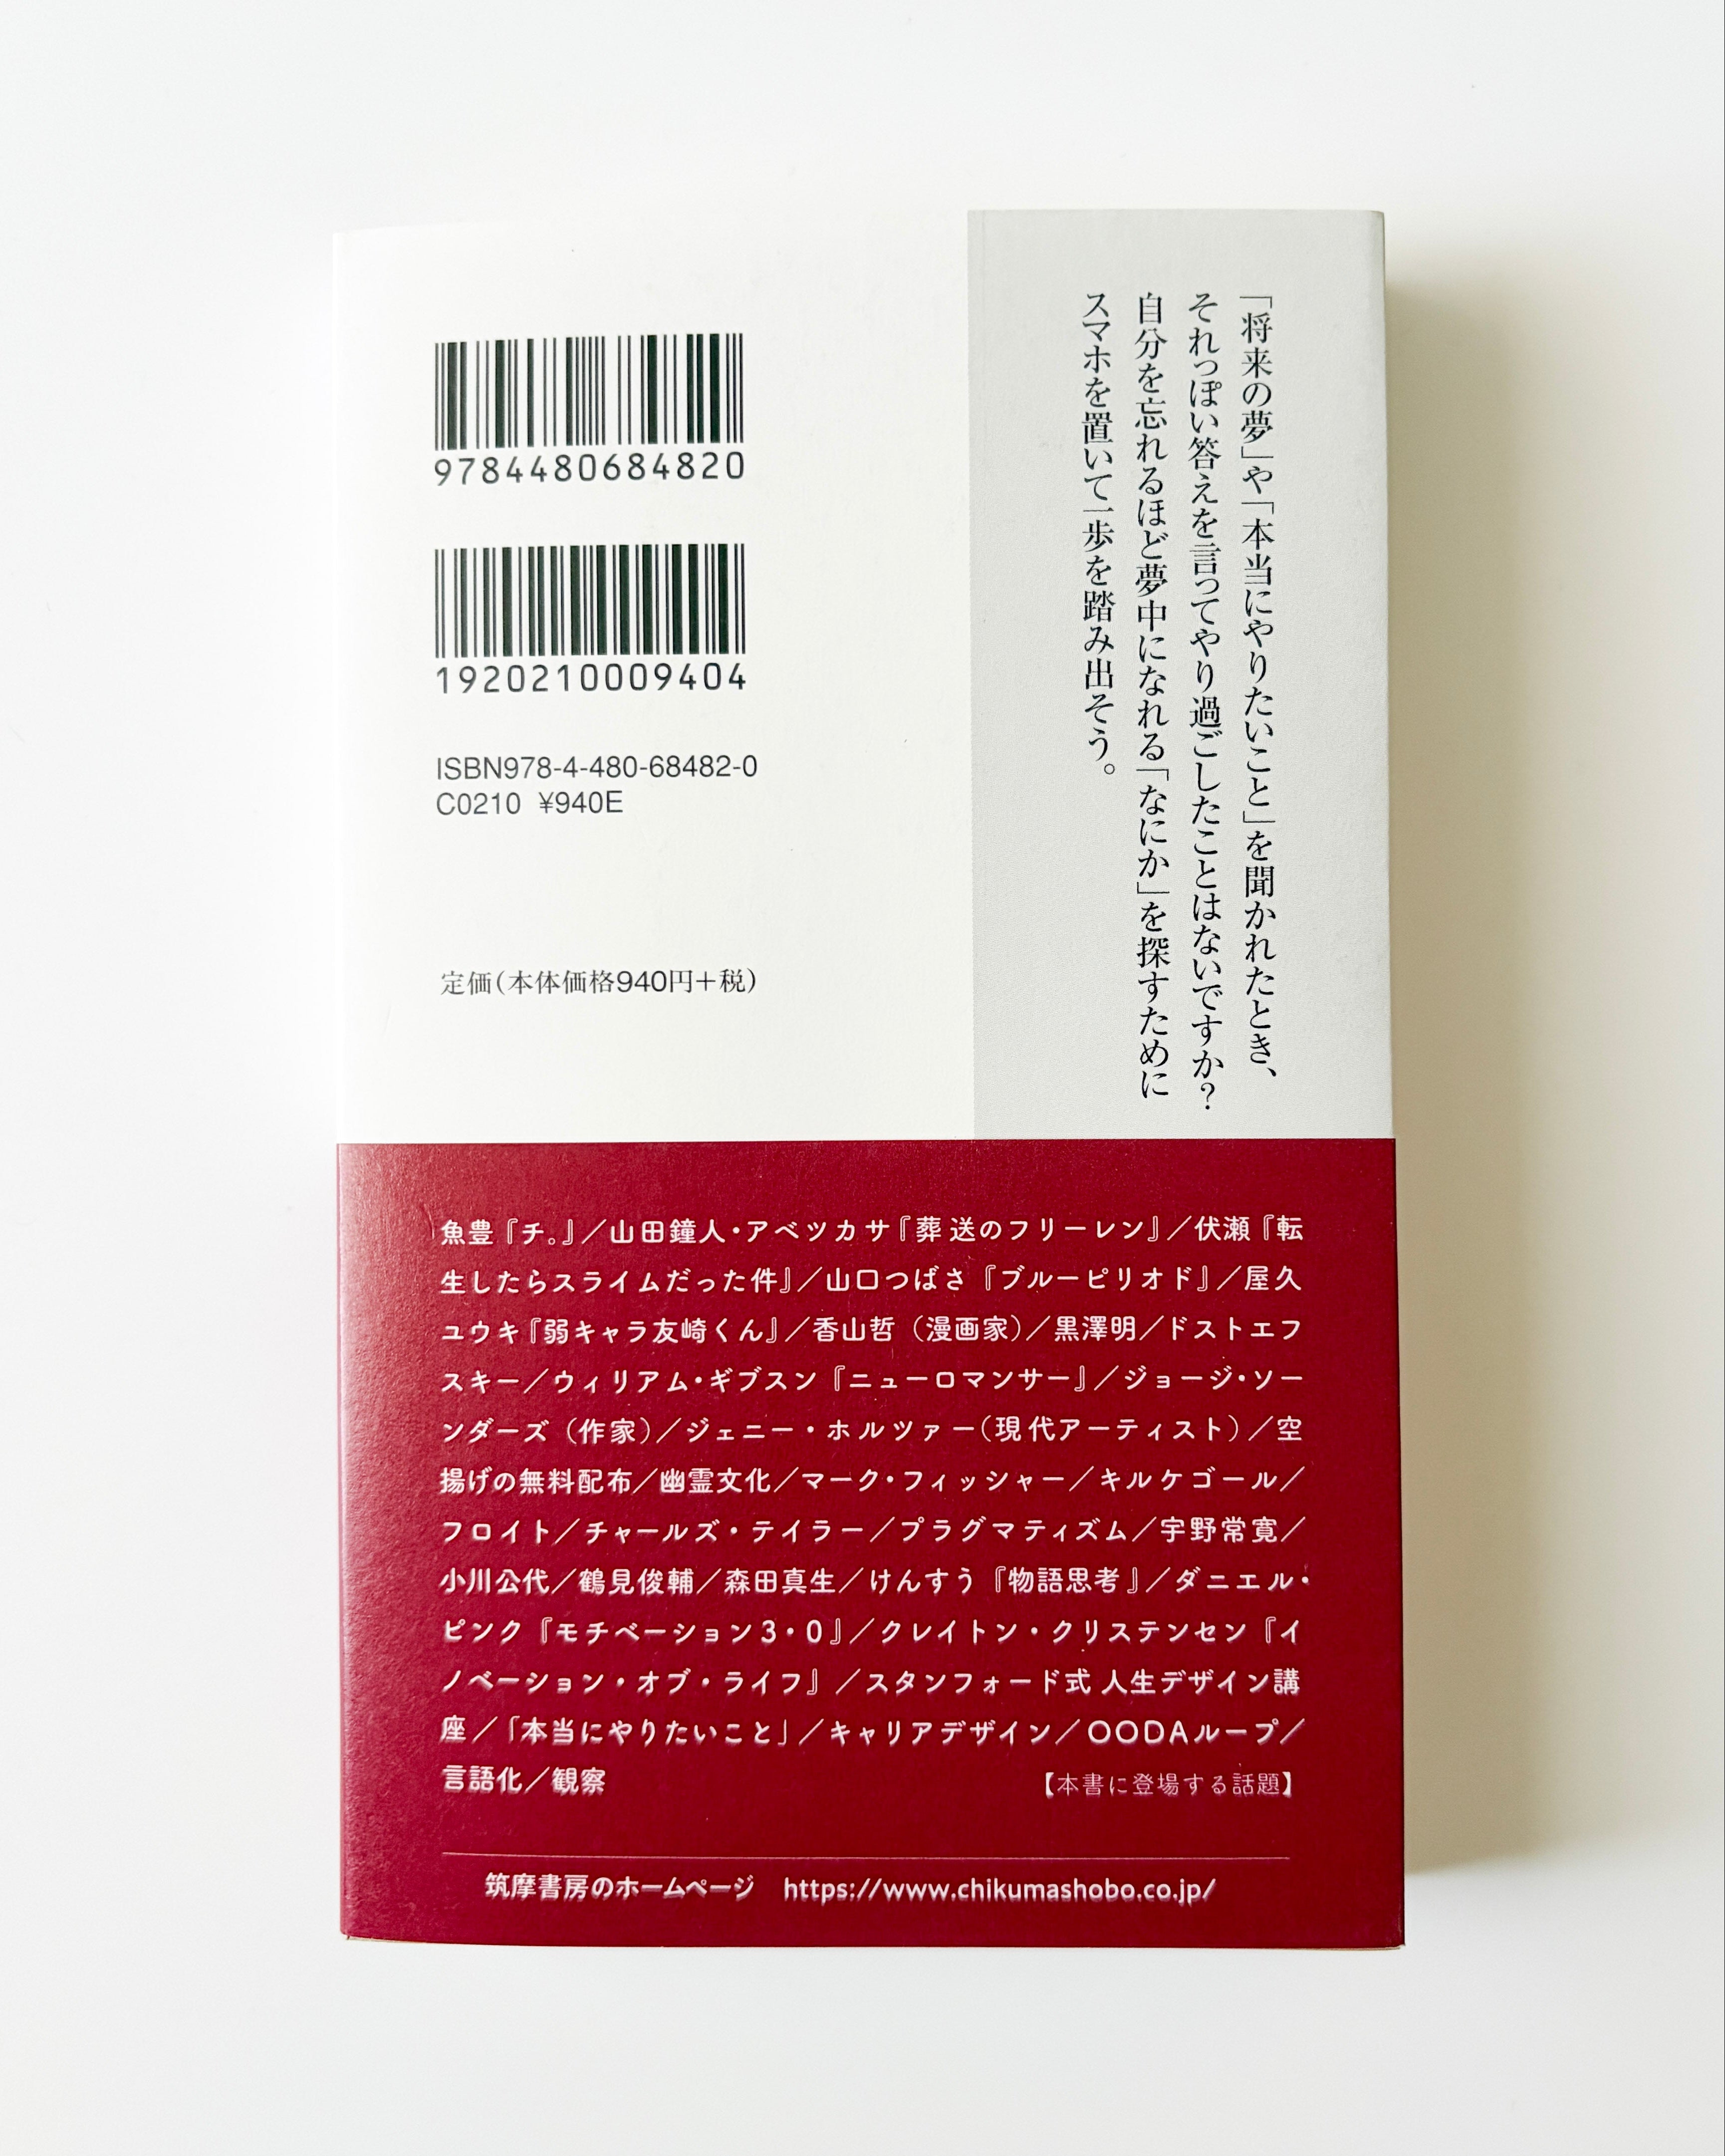 「将来の夢」や「本当にやりたいこと」を聞かれたとき、
それっぽい答えを言ってやり過ごしたことはないですか?
自分を忘れるほど夢中になれる「なにか」を探すために
スマホを置いて一歩を踏み出そう。
9784480684820
1920210009404
ISBN978-4-480-68482-0
C0210 ¥940E
定価(本体価格940円+税)
魚豊『チ。』/山田鐘人・アベツカサ『葬送のフリーレン』/伏瀬『転
生したらスライムだった件』/山口つばさ『ブルーピリオド』/屋久
ユウキ『弱キャラ友崎くん』/香山哲(漫画家)/黒澤明/ドストエフ
スキー/ウィリアム・ギブスン『ニューロマンサー』/ジョージ・ソー
ンダーズ(作家)/ジェニー・ホルツァー(現代アーティスト)/空
揚げの無料配布/幽霊文化/マーク・フィッシャー/キルケゴール/
フロイト/チャールズ・テイラー/プラグマティズム/宇野常寛/
小川公代/鶴見俊輔/森田真生/けんすう『物語思考』/ダニエル・
ピンク『モチベーション3・0』/クレイトン・クリステンセン『イ
ノベーション・オブ・ライフ』/スタンフォード式 人生デザイン講
座/「本当にやりたいこと」/キャリアデザイン/OODAループ/
言語化/観察
【本書に登場する話題】
筑摩書房のホームページ https://www.chikumashobo.co.jp/